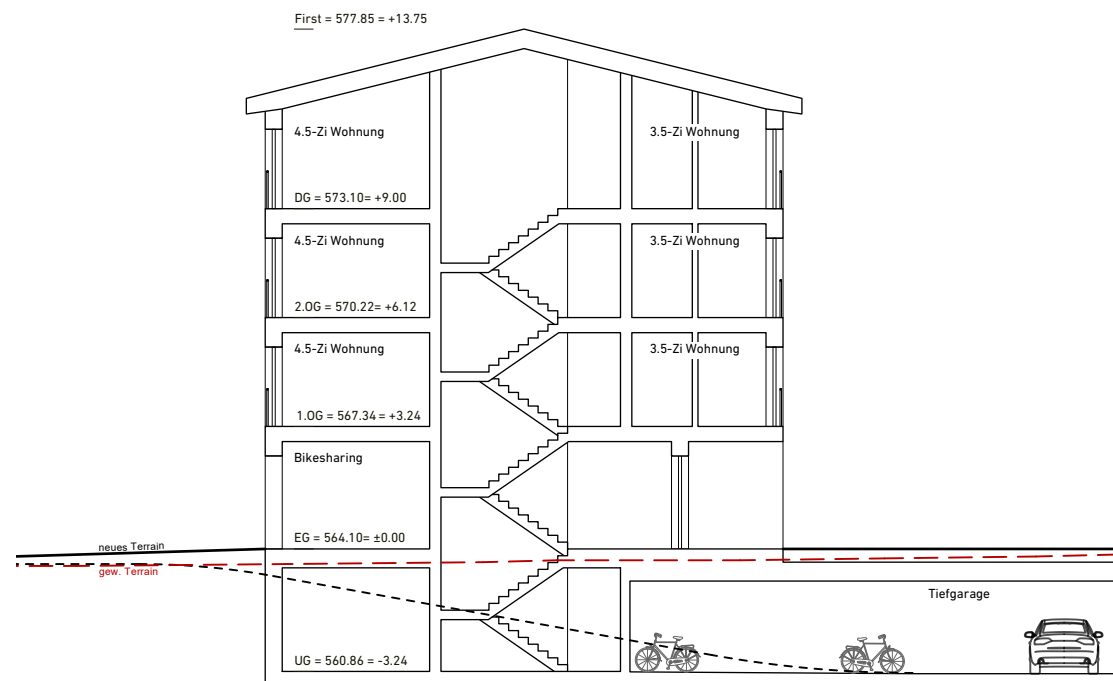 First = 577.85 = +13.75
4.5-Zi Wohnung
3.5-Zi Wohnung
DG = 573.10= +9.00
4.5-Zi Wohnung
3.5-Zi Wohnung
2.OG = 570.22= +6.12
4.5-Zi Wohnung
3.5-Zi Wohnung
1.OG = 567.34 = +3.24
Bikesharing
EG = 564.10= ±0.00
neues Terrain
gew. Terrain
Tiefgarage
UG = 560.86 = -3.24